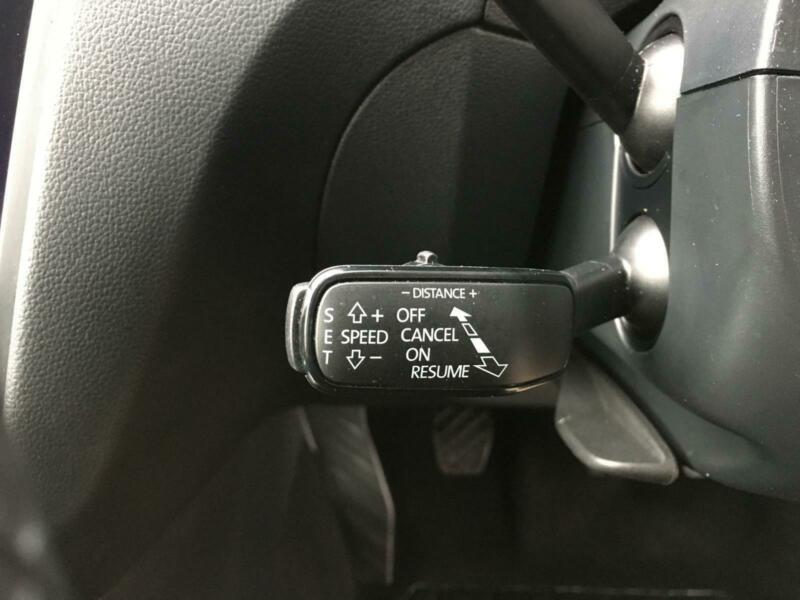 − DISTANCE +
S + OFF
E SPEED CANCEL
T − ON
RESUME